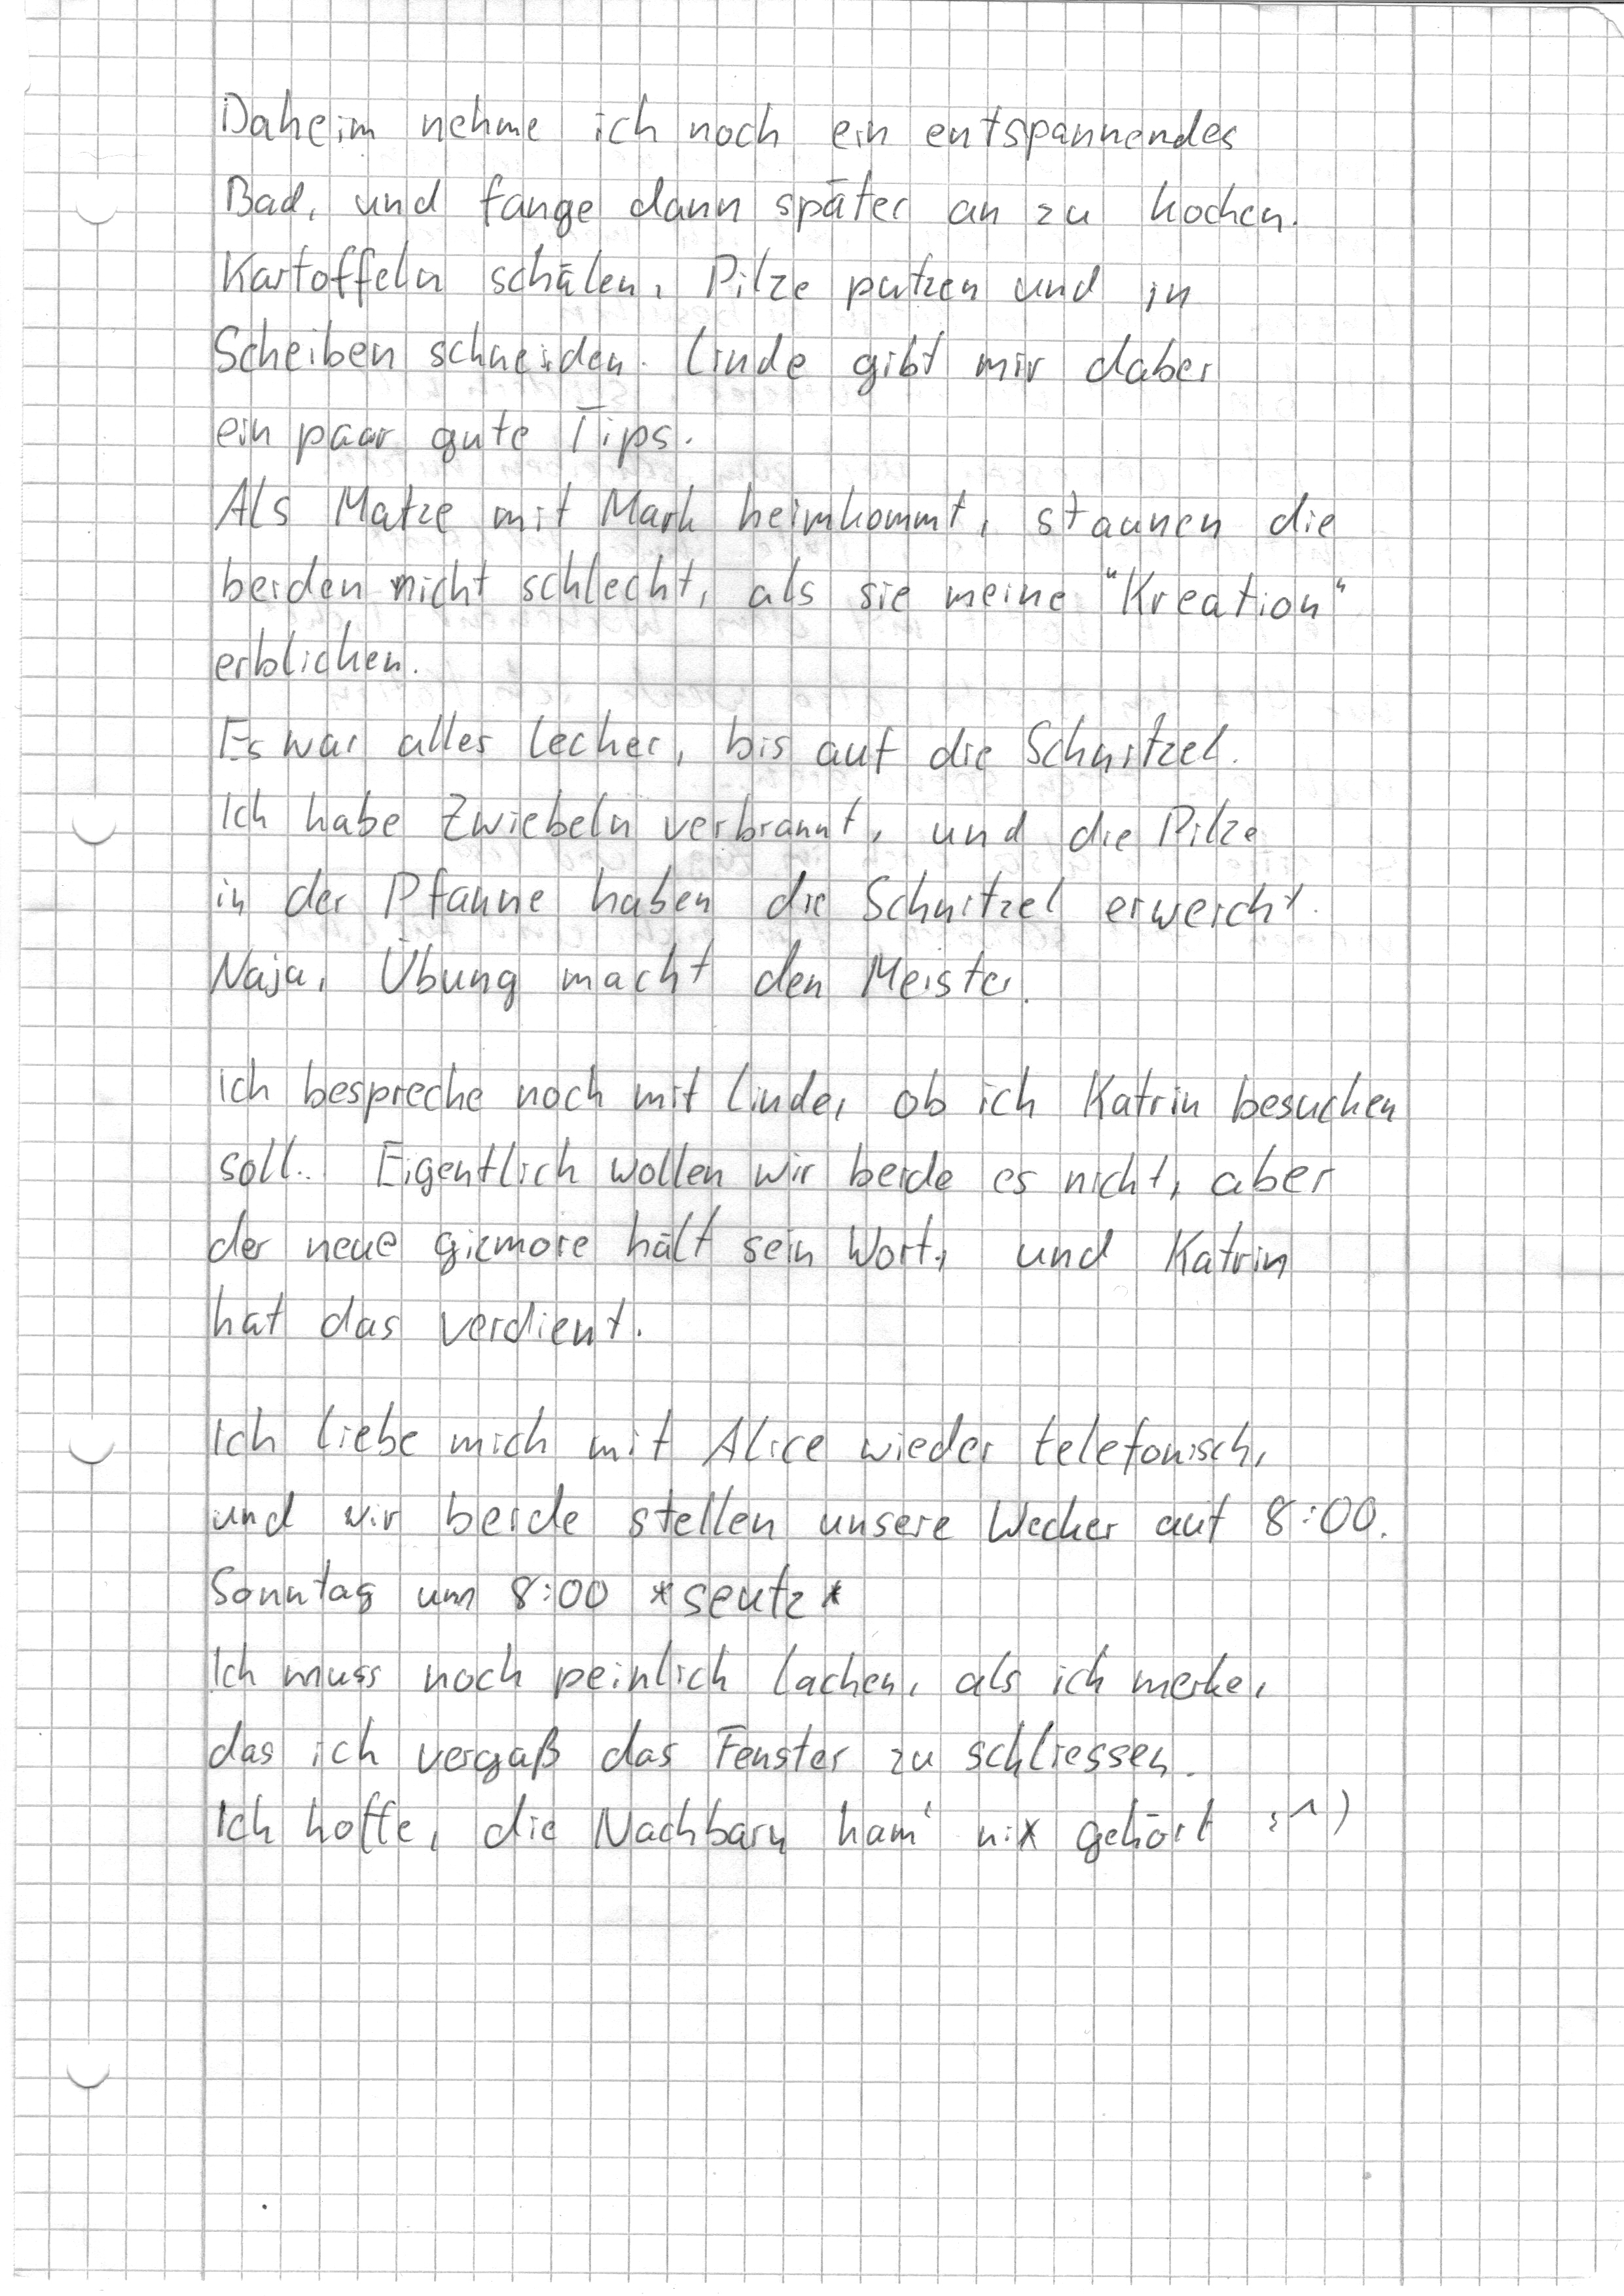 Daheim nehme ich noch ein entspannendes
Bad, und fange dann später an zu kochen.
Kartoffeln schälen, Pilze putzen und in
Scheiben schneiden. Linde gibt mir dabei
ein paar gute Tips.
Als Matze mit Mark heimkommt, staunen die
beiden nicht schlecht, als sie meine "Kreation"
erblicken.
Es war alles lecker, bis auf die Schnitzel.
Ich habe Zwiebeln verbrannt, und die Pilze
in der Pfanne haben die Schnitzel erweicht.
Naja, Übung macht den Meister.
Ich bespreche noch mit Linde, ob ich Katrin besuchen
soll. Eigentlich wollen wir beide es nicht, aber
der neue gizmore hält sein Wort, und Katrin
hat das verdient.
Ich liebe mich mit Alice wieder telefonisch,
und wir beide stellen unsere Wecker auf 8:00.
Sonntag um 8:00 *seutz*
Ich muss noch peinlich lachen, als ich merke,
das ich vergaß das Fenster zu schliessen.
Ich hoffe, die Nachbarn ham' nix gehört ;^)